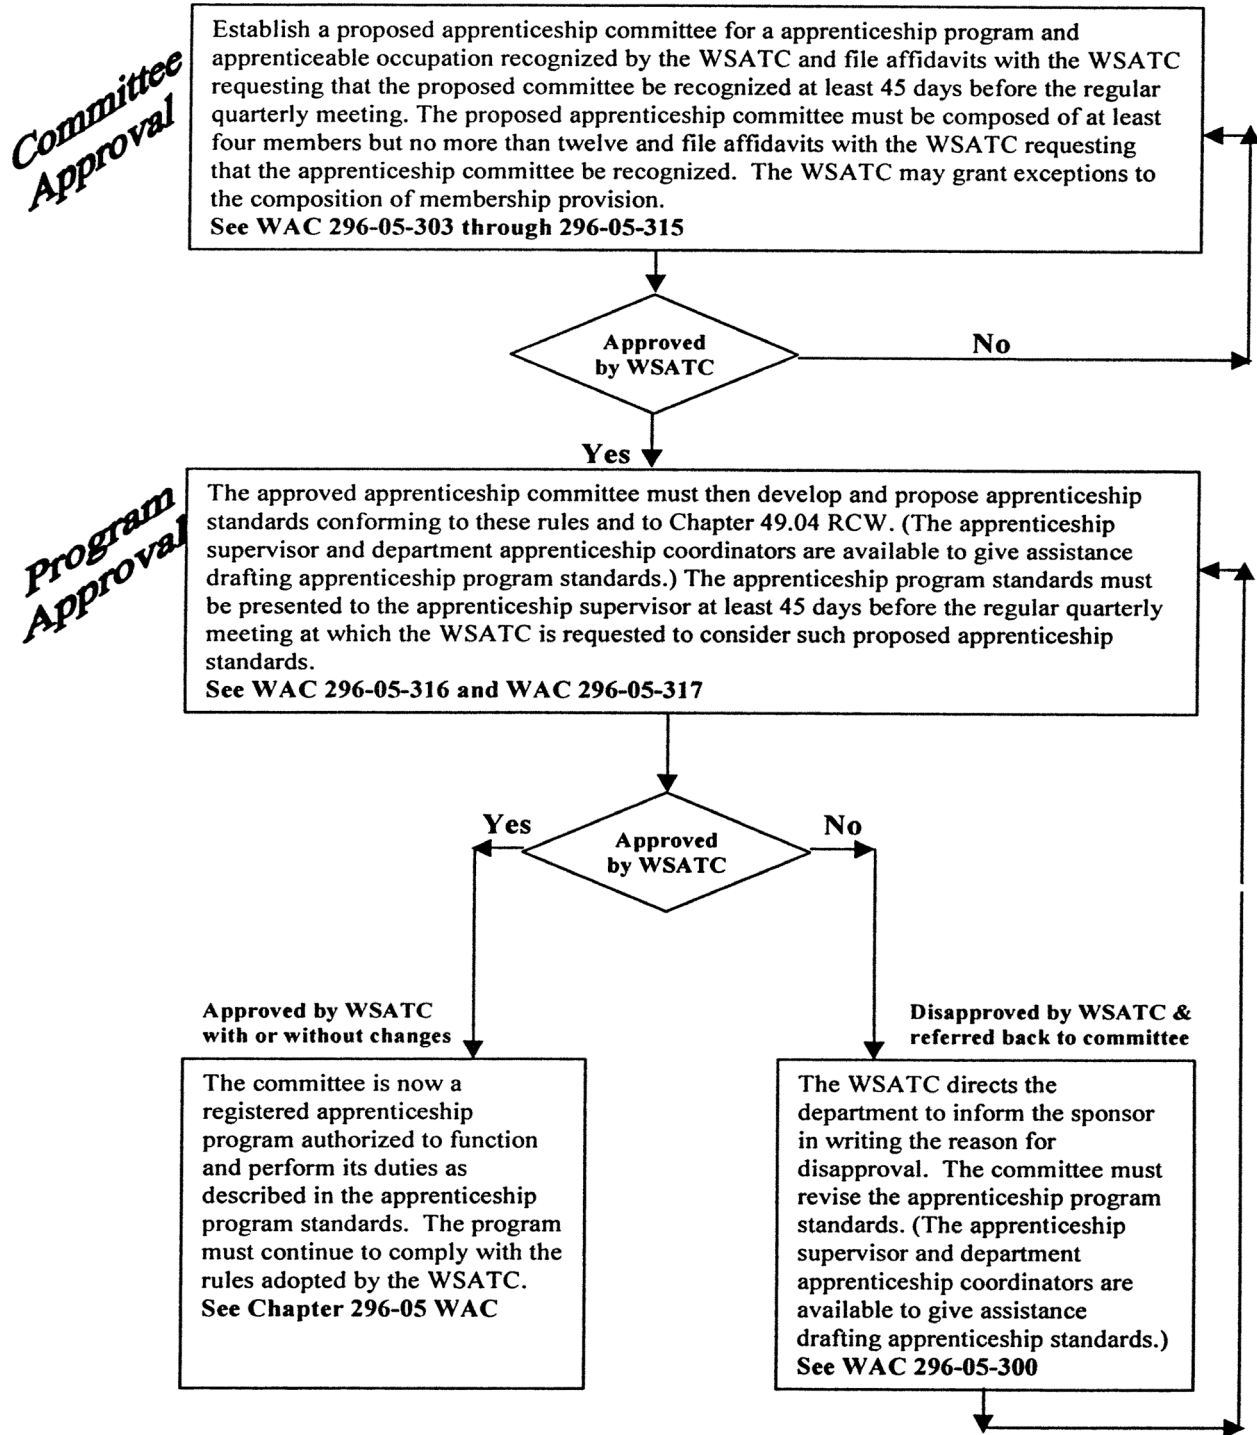 Committee
Approval
Establish a proposed apprenticeship committee for a apprenticeship program and
apprenticeable occupation recognized by the WSATC and file affidavits with the WSATC
requesting that the proposed committee be recognized at least 45 days before the regular
quarterly meeting. The proposed apprenticeship committee must be composed of at least
four members but no more than twelve and file affidavits with the WSATC requesting
that the apprenticeship committee be recognized. The WSATC may grant exceptions to
the composition of membership provision.
See WAC 296-05-303 through 296-05-315
Approved
by WSATC
No
Yes
Program
Approval
The approved apprenticeship committee must then develop and propose apprenticeship
standards conforming to these rules and to Chapter 49.04 RCW. (The apprenticeship
supervisor and department apprenticeship coordinators are available to give assistance
drafting apprenticeship program standards.) The apprenticeship program standards must
be presented to the apprenticeship supervisor at least 45 days before the regular quarterly
meeting at which the WSATC is requested to consider such proposed apprenticeship
standards.
See WAC 296-05-316 and WAC 296-05-317
Yes
Approved
by WSATC
No
Approved by WSATC
with or without changes
The committee is now a
registered apprenticeship
program authorized to function
and perform its duties as
described in the apprenticeship
program standards. The program
must continue to comply with the
rules adopted by the WSATC.
See Chapter 296-05 WAC
Disapproved by WSATC &
referred back to committee
The WSATC directs the
department to inform the sponsor
in writing the reason for
disapproval. The committee must
revise the apprenticeship program
standards. (The apprenticeship
supervisor and department
apprenticeship coordinators are
available to give assistance
drafting apprenticeship standards.)
See WAC 296-05-300